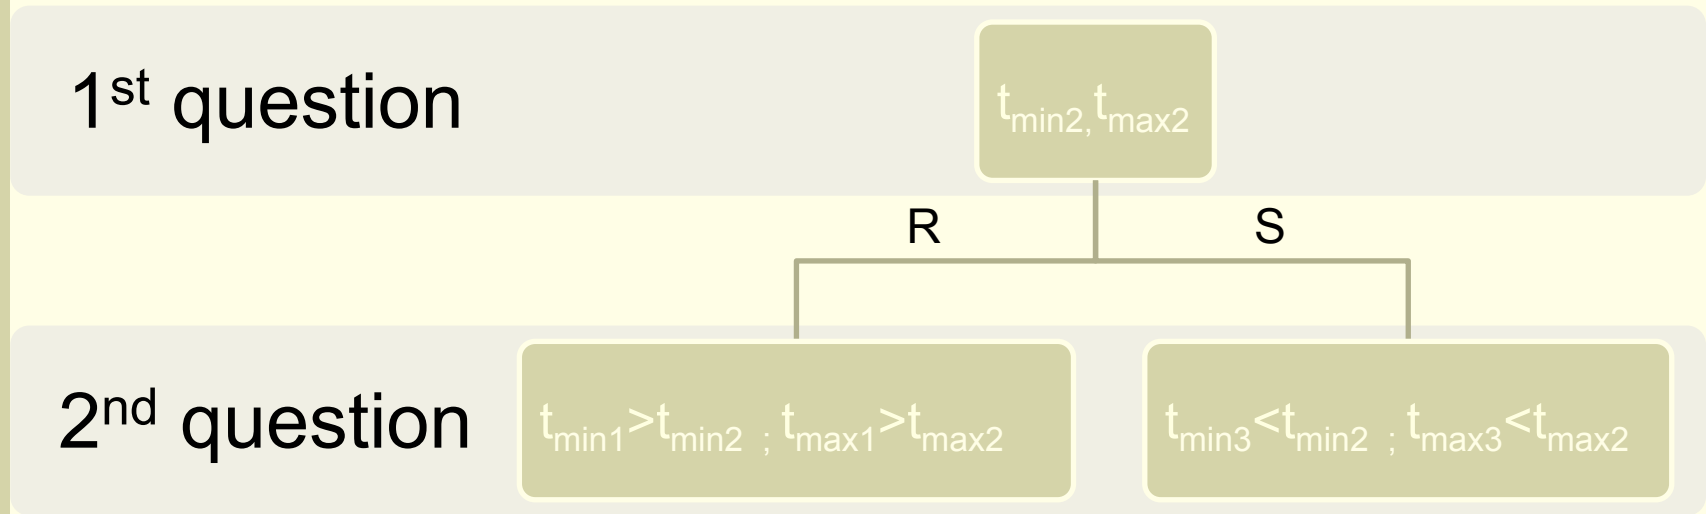 1st question
tmin2,tmax2
R S
2nd question
tmin1>tmin2 ; tmax1>tmax2
tmin3<tmin2 ; tmax3<tmax2